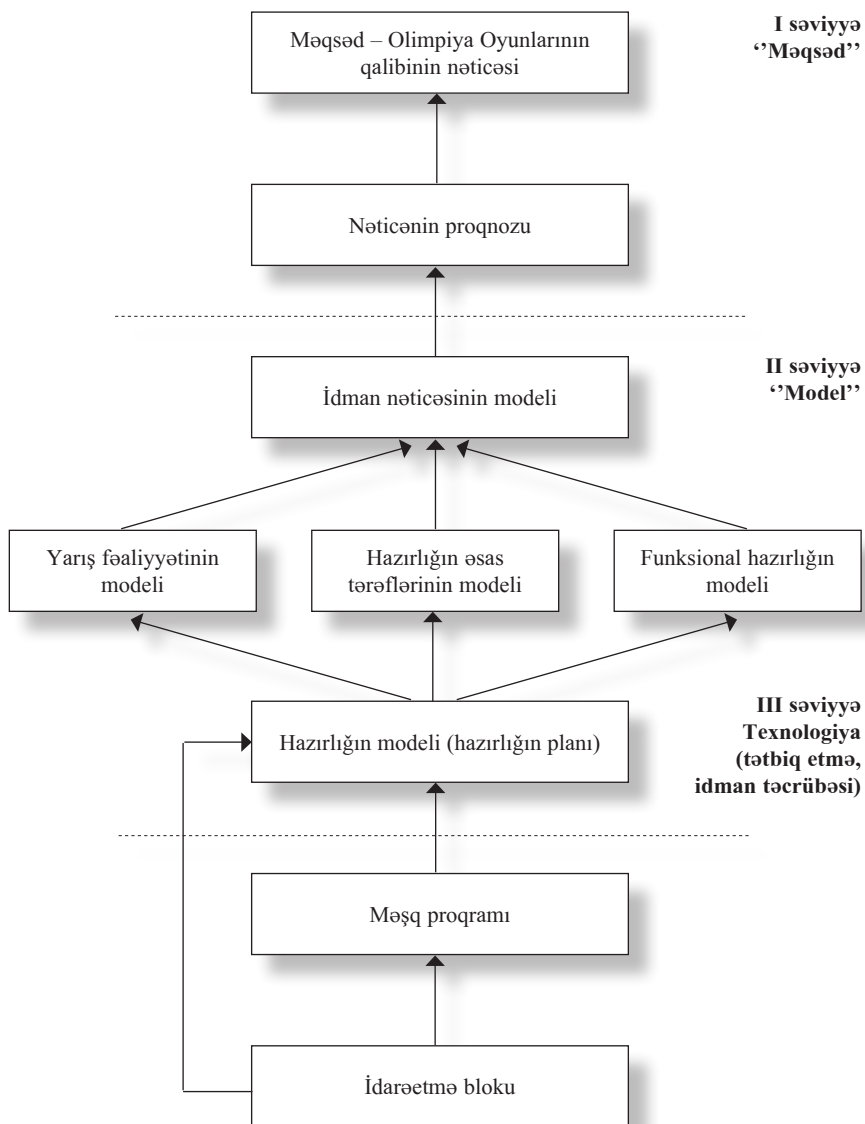 I səviyyə
‘‘Məqsəd’’
Məqsəd – Olimpiya Oyunlarının
qalibinin nəticəsi
Nəticənin proqnozu
II səviyyə
‘‘Model’’
İdman nəticəsinin modeli
Yarış fəaliyyətinin
modeli
Hazırlığın əsas
tərəflərinin modeli
Funksional hazırlığın
modeli
III səviyyə
Texnologiya
(tətbiq etmə,
idman təcrübəsi)
Hazırlığın modeli (hazırlığın planı)
Məşq proqramı
İdarəetmə bloku